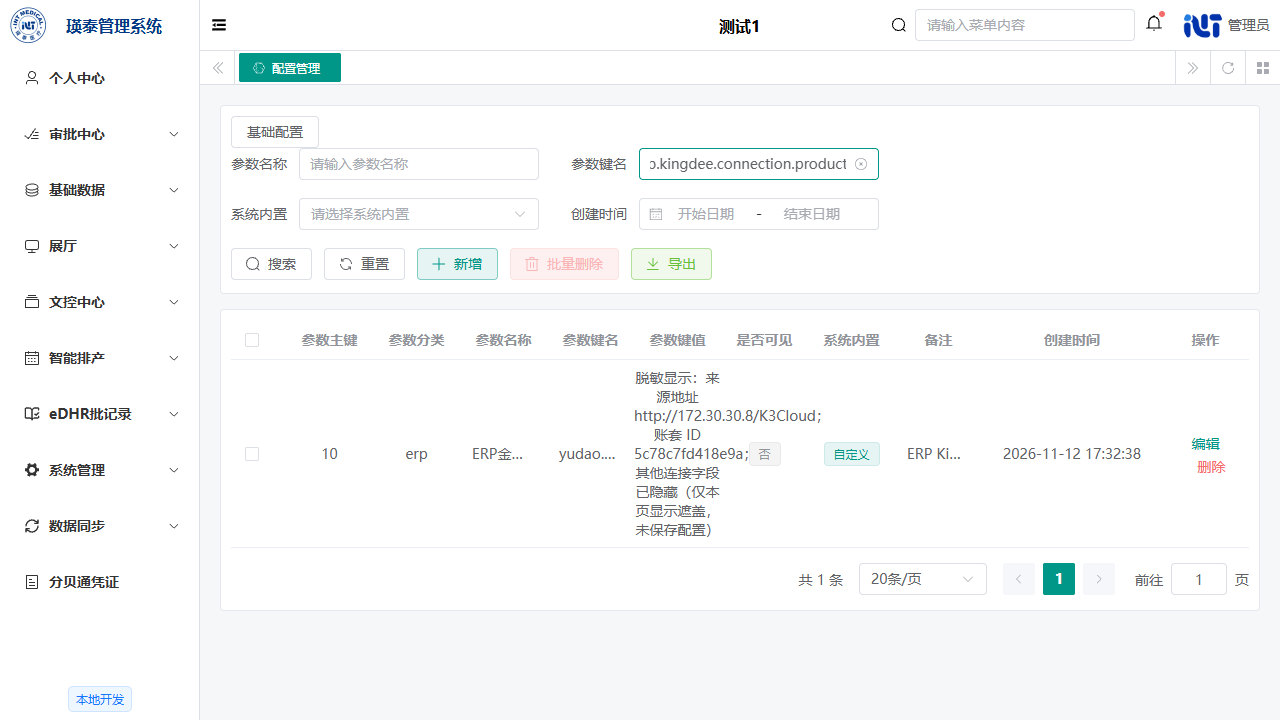 瑛泰管理系统
测试1
请输入菜单内容
管理员
个人中心
审批中心
基础数据
展厅
文控中心
智能排产
eDHR批记录
系统管理
数据同步
分贝通凭证
本地开发
配置管理
基础配置
参数名称
请输入参数名称
参数键名
o.kingdee.connection.product
系统内置
请选择系统内置
创建时间
开始日期 - 结束日期
搜索
重置
新增
批量删除
导出
参数主键 参数分类 参数名称 参数键名 参数键值 是否可见 系统内置 备注 创建时间 操作
10 erp ERP金... yudao....
脱敏显示：来
源地址
http://172.30.30.8/K3Cloud；
账套 ID
5c78c7fd418e9a；
其他连接字段
已隐藏（仅本
页显示遮盖，
未保存配置）
否 自定义 ERP Ki... 2026-11-12 17:32:38
编辑
删除
共 1 条 20条/页 1 前往 1 页